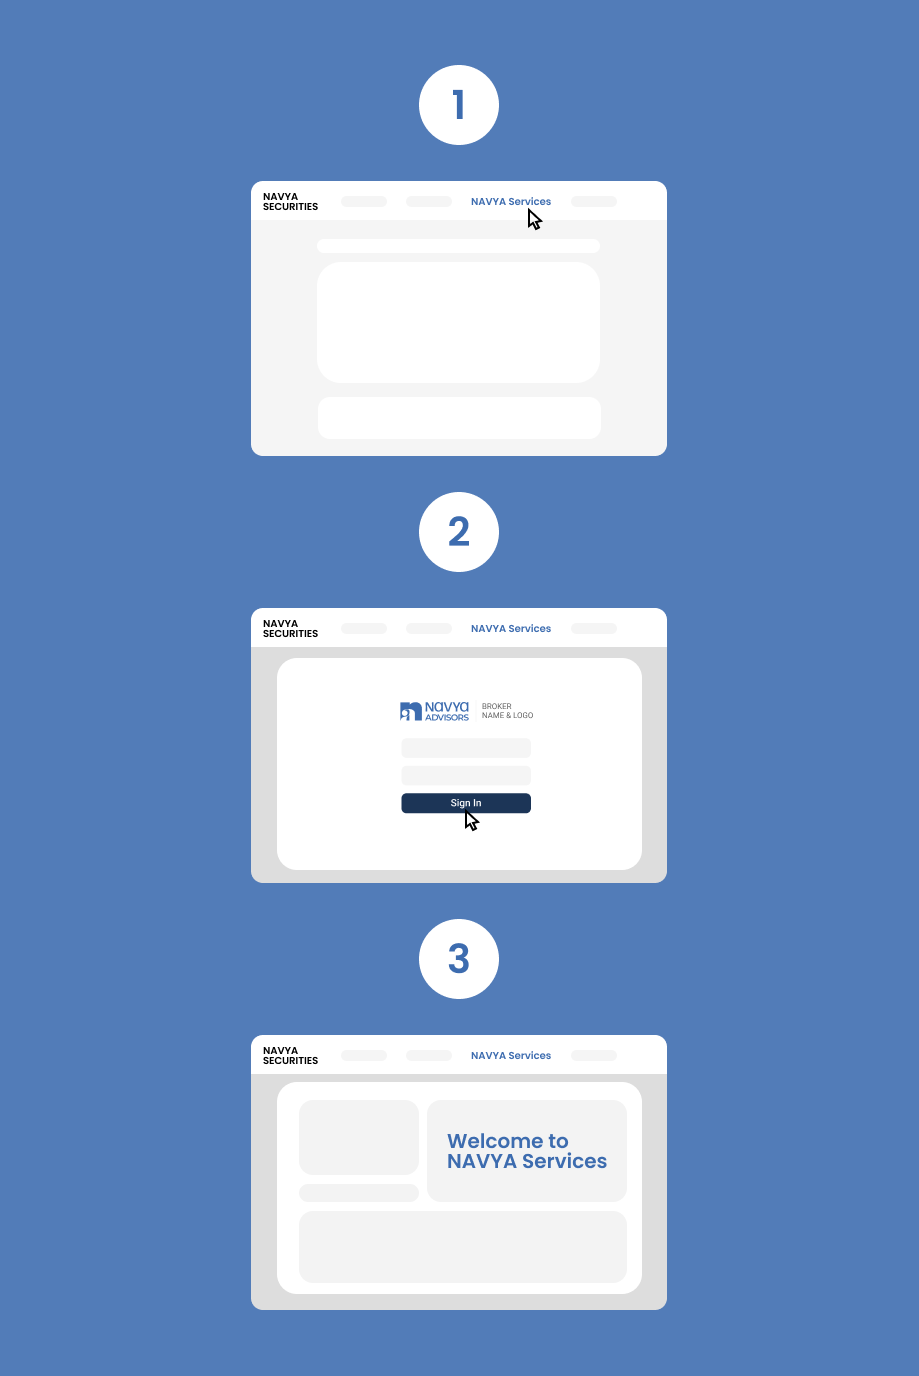 1
NAVYA
SECURITIES
NAVYA Services
2
NAVYA
SECURITIES
NAVYA Services
NAVYA
ADVISORS
BROKER
NAME & LOGO
Sign In
3
NAVYA
SECURITIES
NAVYA Services
Welcome to
NAVYA Services